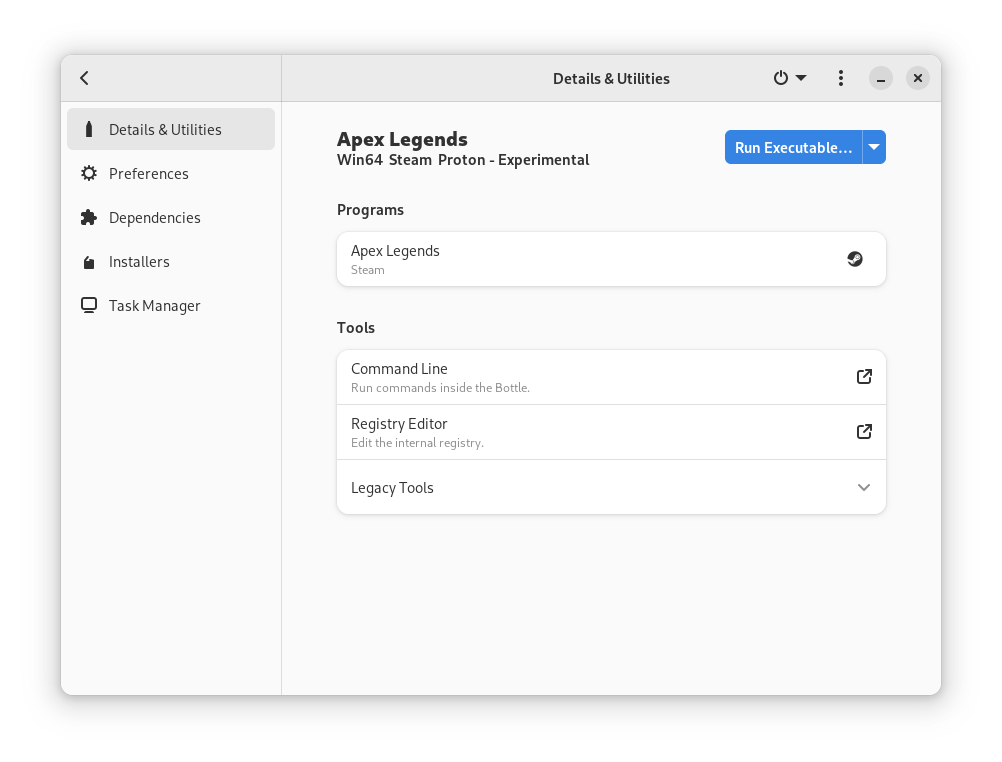 Details & Utilities
Details & Utilities
Preferences
Dependencies
Installers
Task Manager
Apex Legends
Win64 Steam Proton - Experimental
Run Executable...
Programs
Apex Legends
Steam
Tools
Command Line
Run commands inside the Bottle.
Registry Editor
Edit the internal registry.
Legacy Tools